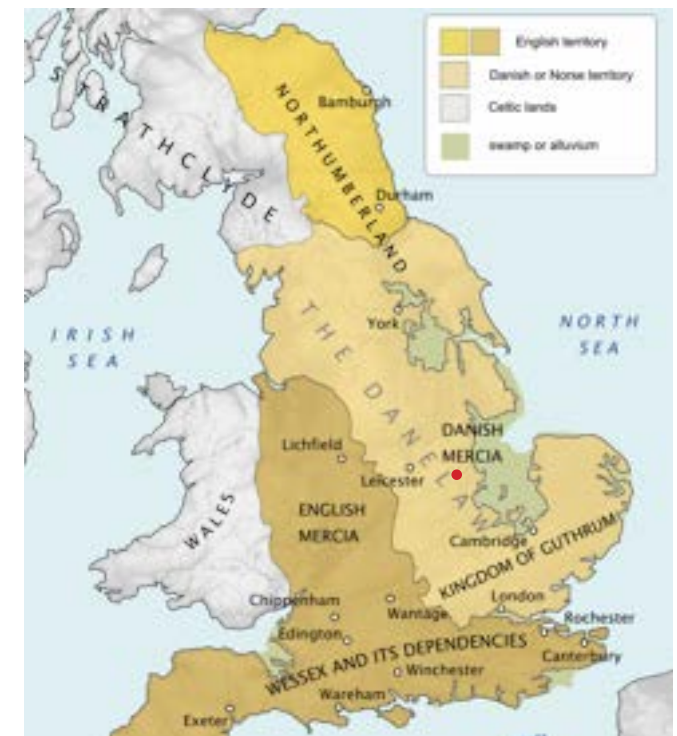 English territory
Danish or Norse territory
Celtic lands
swamp or alluvium
STRATHCLYDE
NORTHUMBERLAND
Bamburgh
Durham
IRISH
SEA
NORTH
SEA
THE DANELAW
York
DANISH
MERCIA
Lichfield
Leicester
ENGLISH
MERCIA
WALES
Cambridge
KINGDOM OF GUTHRUM
Chippenham
Wantage
London
Rochester
Edington
WESSEX AND ITS DEPENDENCIES
Canterbury
Winchester
Wareham
Exeter